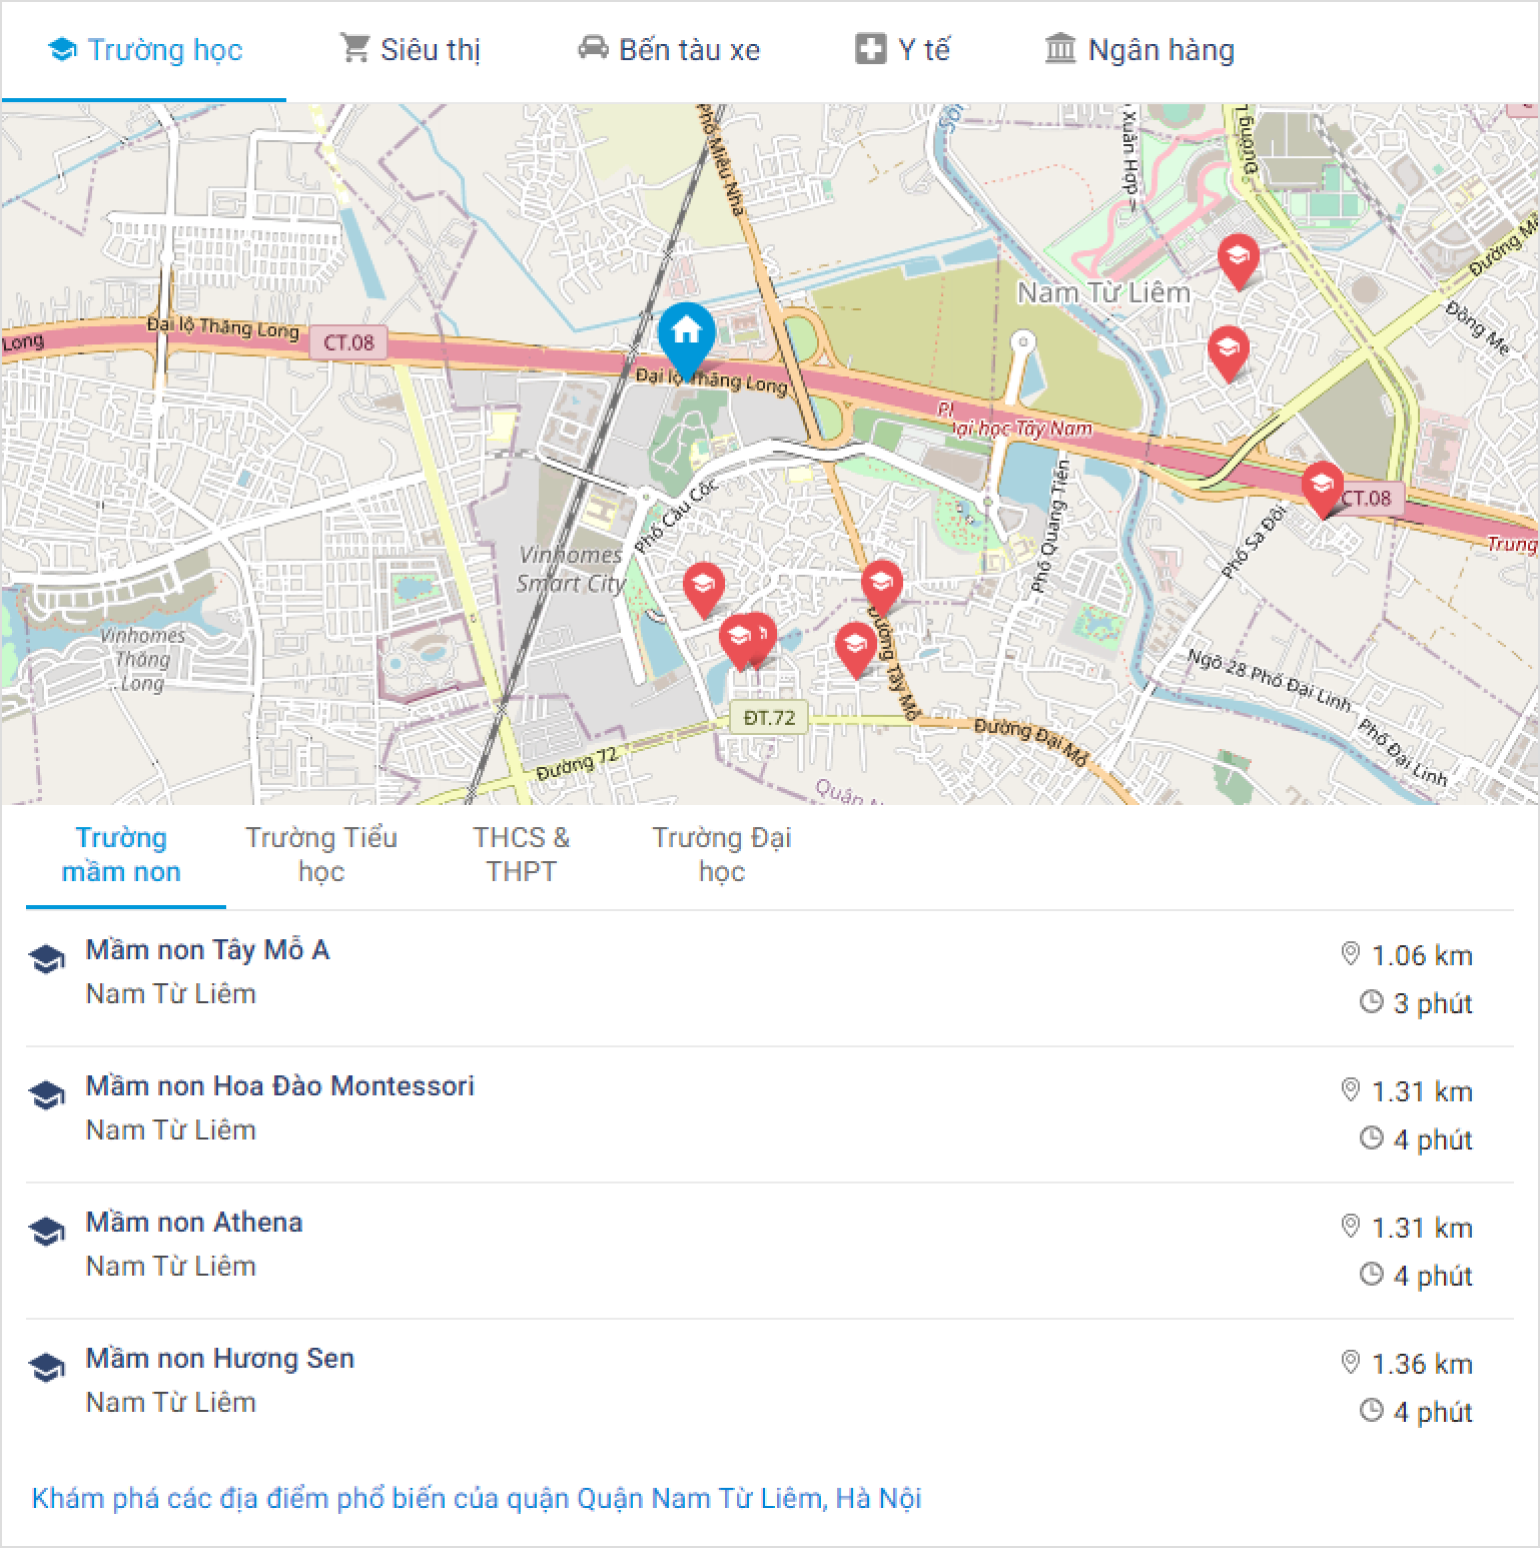 Trường học
Siêu thị
Bến tàu xe
Y tế
Ngân hàng
Phố Miêu Nha
Xuân Hợp
Nam Từ Liêm
Đường Me
Đồng Me
Đại lộ Thăng Long
CT.08
Long
Đại lộ Thăng Long
ại học Tây Nam
CT.08
Trung
Phố Cầu Cốc
Phố Quang Tiến
Phố Sa Đôi
Vinhomes
Smart City
Vinhomes
Thăng
Long
Đường Tây Mỗ
Ngõ 28 Phố Đại Linh
Phố Đại Linh
ĐT.72
Đường 72
Đường Đại Mỗ
Quận N
Trường
mầm non
Trường Tiểu
học
THCS &
THPT
Trường Đại
học
Mầm non Tây Mỗ A
1.06 km
Nam Từ Liêm
3 phút
Mầm non Hoa Đào Montessori
1.31 km
Nam Từ Liêm
4 phút
Mầm non Athena
1.31 km
Nam Từ Liêm
4 phút
Mầm non Hương Sen
1.36 km
Nam Từ Liêm
4 phút
Khám phá các địa điểm phổ biến của quận Quận Nam Từ Liêm, Hà Nội